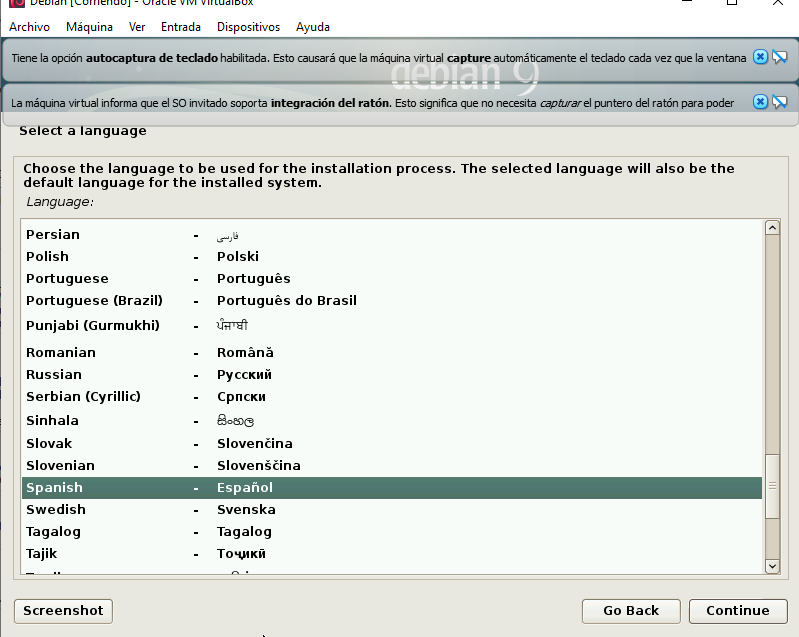 Debian [Corriendo] - Oracle VM VirtualBox
Archivo Máquina Ver Entrada Dispositivos Ayuda
Tiene la opción autocaptura de teclado habilitada. Esto causará que la máquina virtual capture automáticamente el teclado cada vez que la ventana
debian 9
La máquina virtual informa que el SO invitado soporta integración del ratón. Esto significa que no necesita capturar el puntero del ratón para poder
Select a language
Choose the language to be used for the installation process. The selected language will also be the
default language for the installed system.
Language:
Persian - فارسی
Polish - Polski
Portuguese - Português
Portuguese (Brazil) - Português do Brasil
Punjabi (Gurmukhi) - ਪੰਜਾਬੀ
Romanian - Română
Russian - Русский
Serbian (Cyrillic) - Српски
Sinhala - සිංහල
Slovak - Slovenčina
Slovenian - Slovenščina
Spanish - Español
Swedish - Svenska
Tagalog - Tagalog
Tajik - Тоҷикӣ
Screenshot Go Back Continue